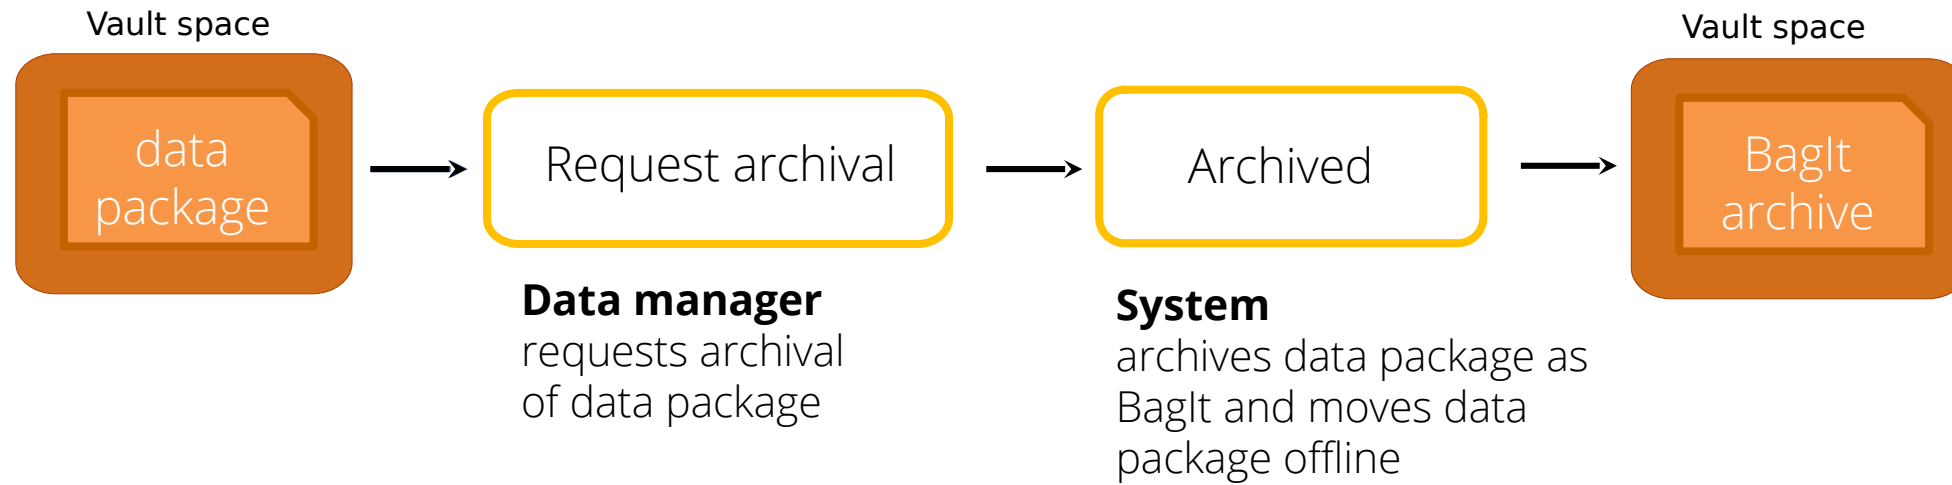 Vault space
data
package
Request archival
Data manager
requests archival
of data package
Archived
System
archives data package as
BagIt and moves data
package offline
Vault space
BagIt
archive